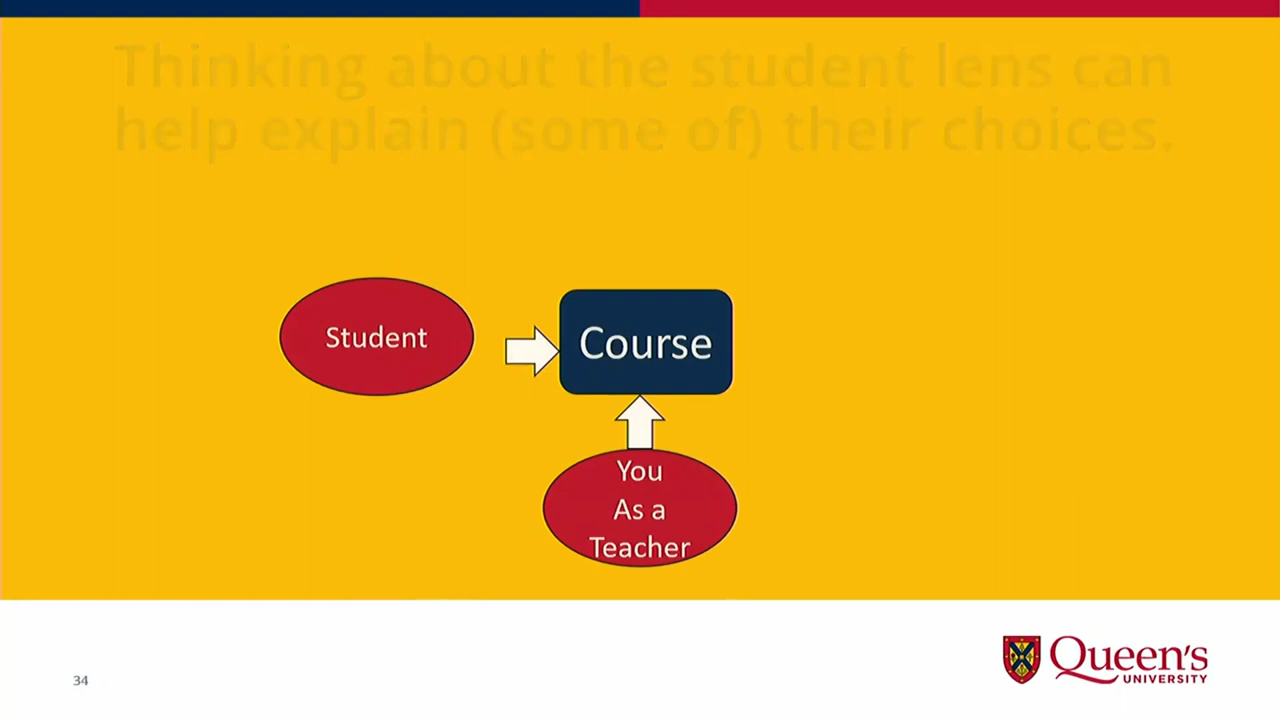 Thinking about the student lens can
help explain (some of) their choices.
Student
Course
You
As a
Teacher
34
Queen's
UNIVERSITY